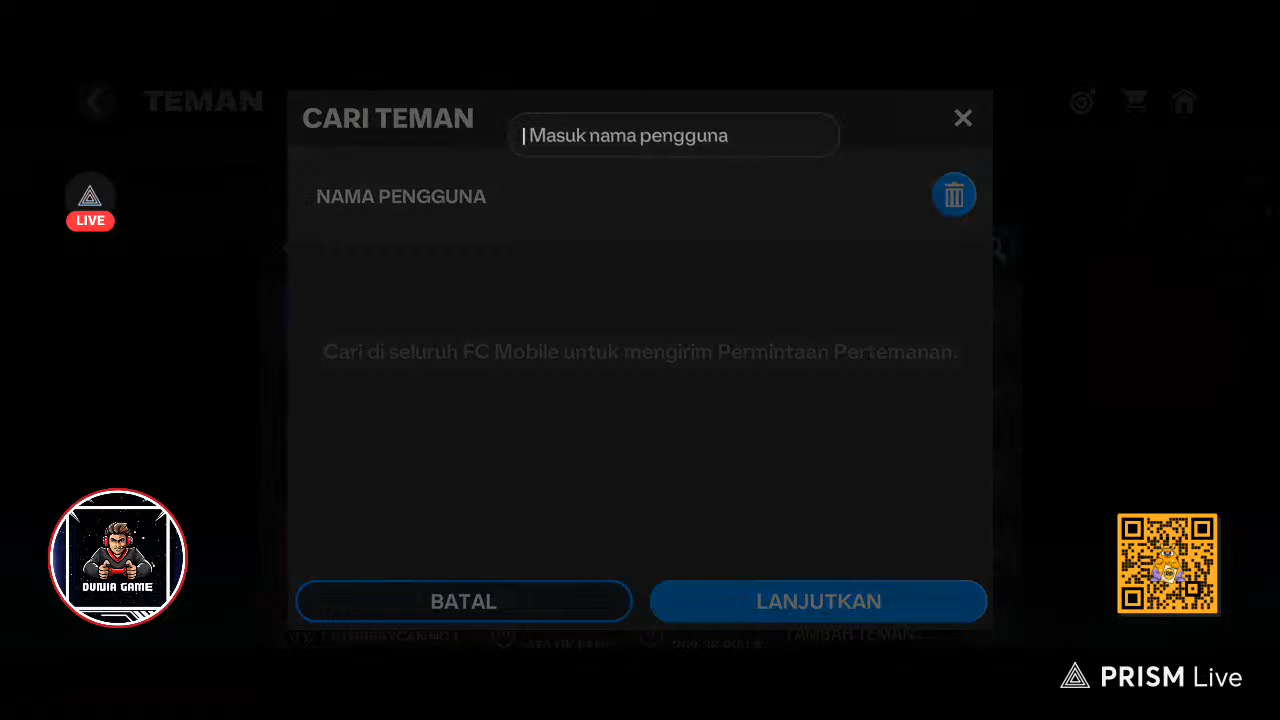 TEMAN
CARI TEMAN
Masuk nama pengguna
NAMA PENGGUNA
LIVE
Cari di seluruh FC Mobile untuk mengirim Permintaan Pertemanan.
DUNIA GAME
BATAL
LANJUTKAN
TAMBAH TEMAN
PRISM Live